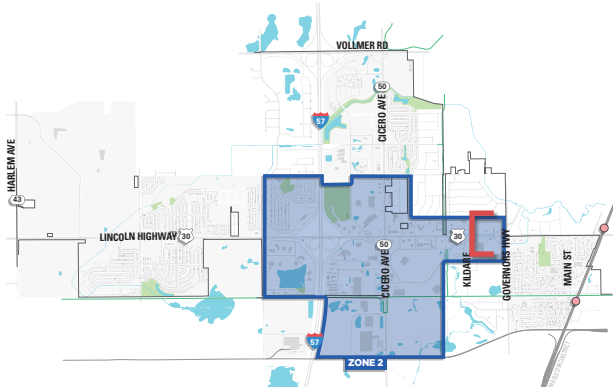 VOLLMER RD
50
CICERO AVE
57
HARLEM AVE
43
LINCOLN HIGHWAY
30
50
CICERO AVE
30
KILDARE
GOVERNORS HWY
MAIN ST
57
ZONE 2